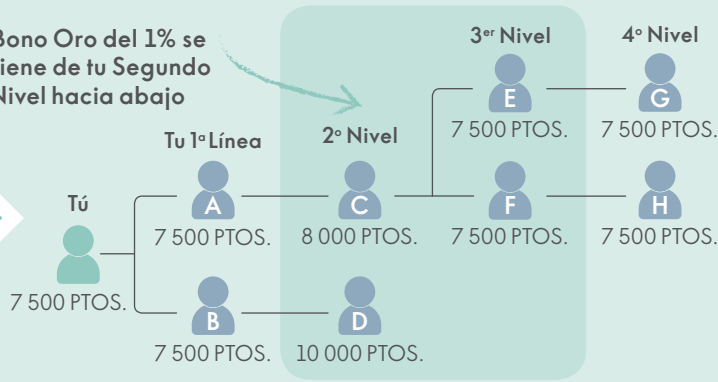 Bono Oro del 1% se
tiene de tu Segundo
Nivel hacia abajo
3er Nivel
4º Nivel
E
G
7 500 PTOS.
7 500 PTOS.
Tu 1ª Línea
2º Nivel
Tú
A
C
F
H
7 500 PTOS.
8 000 PTOS.
7 500 PTOS.
7 500 PTOS.
7 500 PTOS.
B
D
7 500 PTOS.
10 000 PTOS.